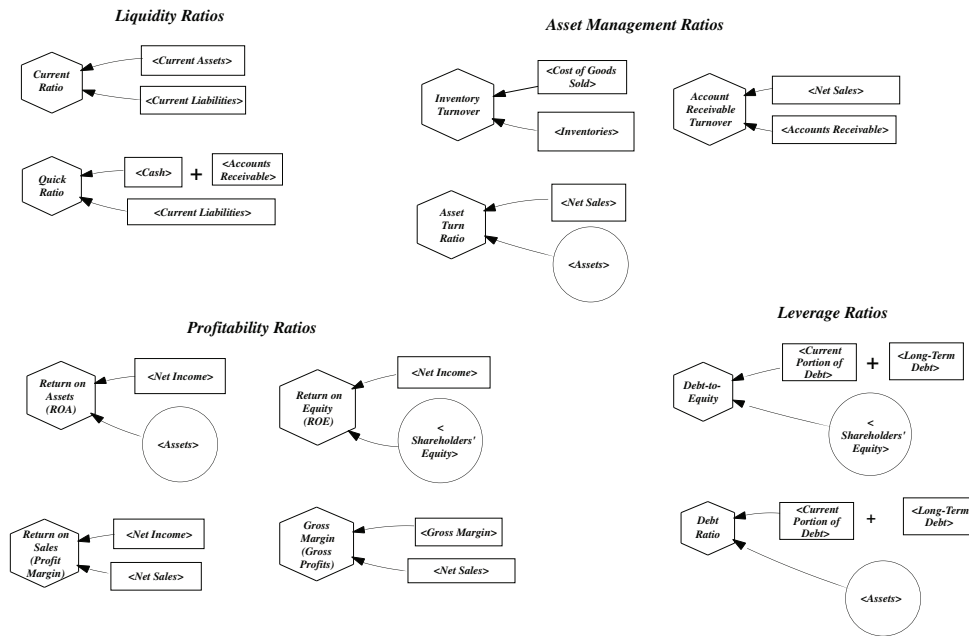 Liquidity Ratios
Current
Ratio
<Current Assets>
<Current Liabilities>
Quick
Ratio
<Cash>
+
<Accounts
Receivable>
<Current Liabilities>
Asset Management Ratios
Inventory
Turnover
<Cost of Goods
Sold>
<Inventories>
Account
Receivable
Turnover
<Net Sales>
<Accounts Receivable>
Asset
Turn
Ratio
<Net Sales>
<Assets>
Profitability Ratios
Return on
Assets
(ROA)
<Net Income>
<Assets>
Return on
Equity
(ROE)
<Net Income>
<
Shareholders'
Equity>
Return on
Sales
(Profit
Margin)
<Net Income>
<Net Sales>
Gross
Margin
(Gross
Profits)
<Gross Margin>
<Net Sales>
Leverage Ratios
Debt-to-
Equity
<Current
Portion of
Debt>
+
<Long-Term
Debt>
<
Shareholders'
Equity>
Debt
Ratio
<Current
Portion of
Debt>
+
<Long-Term
Debt>
<Assets>